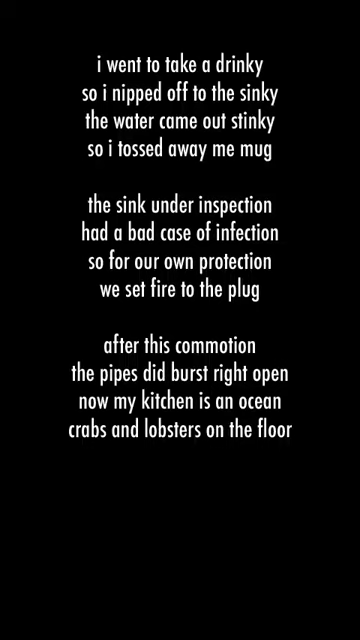 i went to take a drinky
so i nipped off to the sinky
the water came out stinky
so i tossed away me mug
the sink under inspection
had a bad case of infection
so for our own protection
we set fire to the plug
after this commotion
the pipes did burst right open
now my kitchen is an ocean
crabs and lobsters on the floor